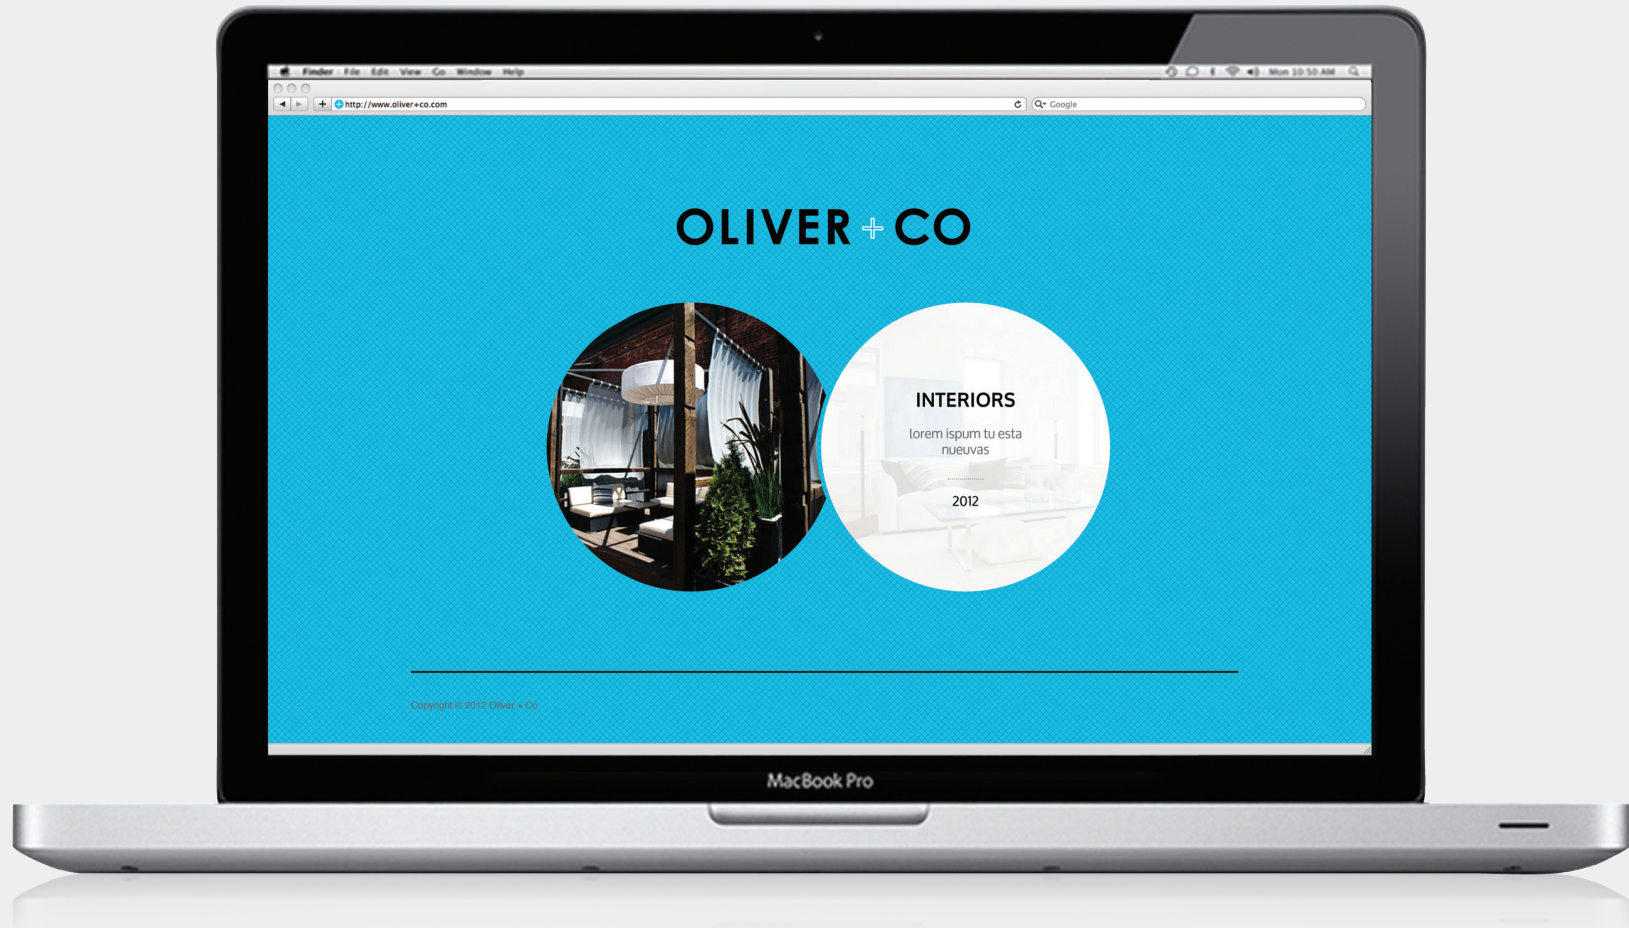 Finder File Edit View Go Window Help
Mon 10:50 AM
http://www.oliver+co.com
Google
OLIVER + CO
INTERIORS
lorem ispum tu esta
nueuvas
2012
Copyright © 2012 Oliver + Co
MacBook Pro